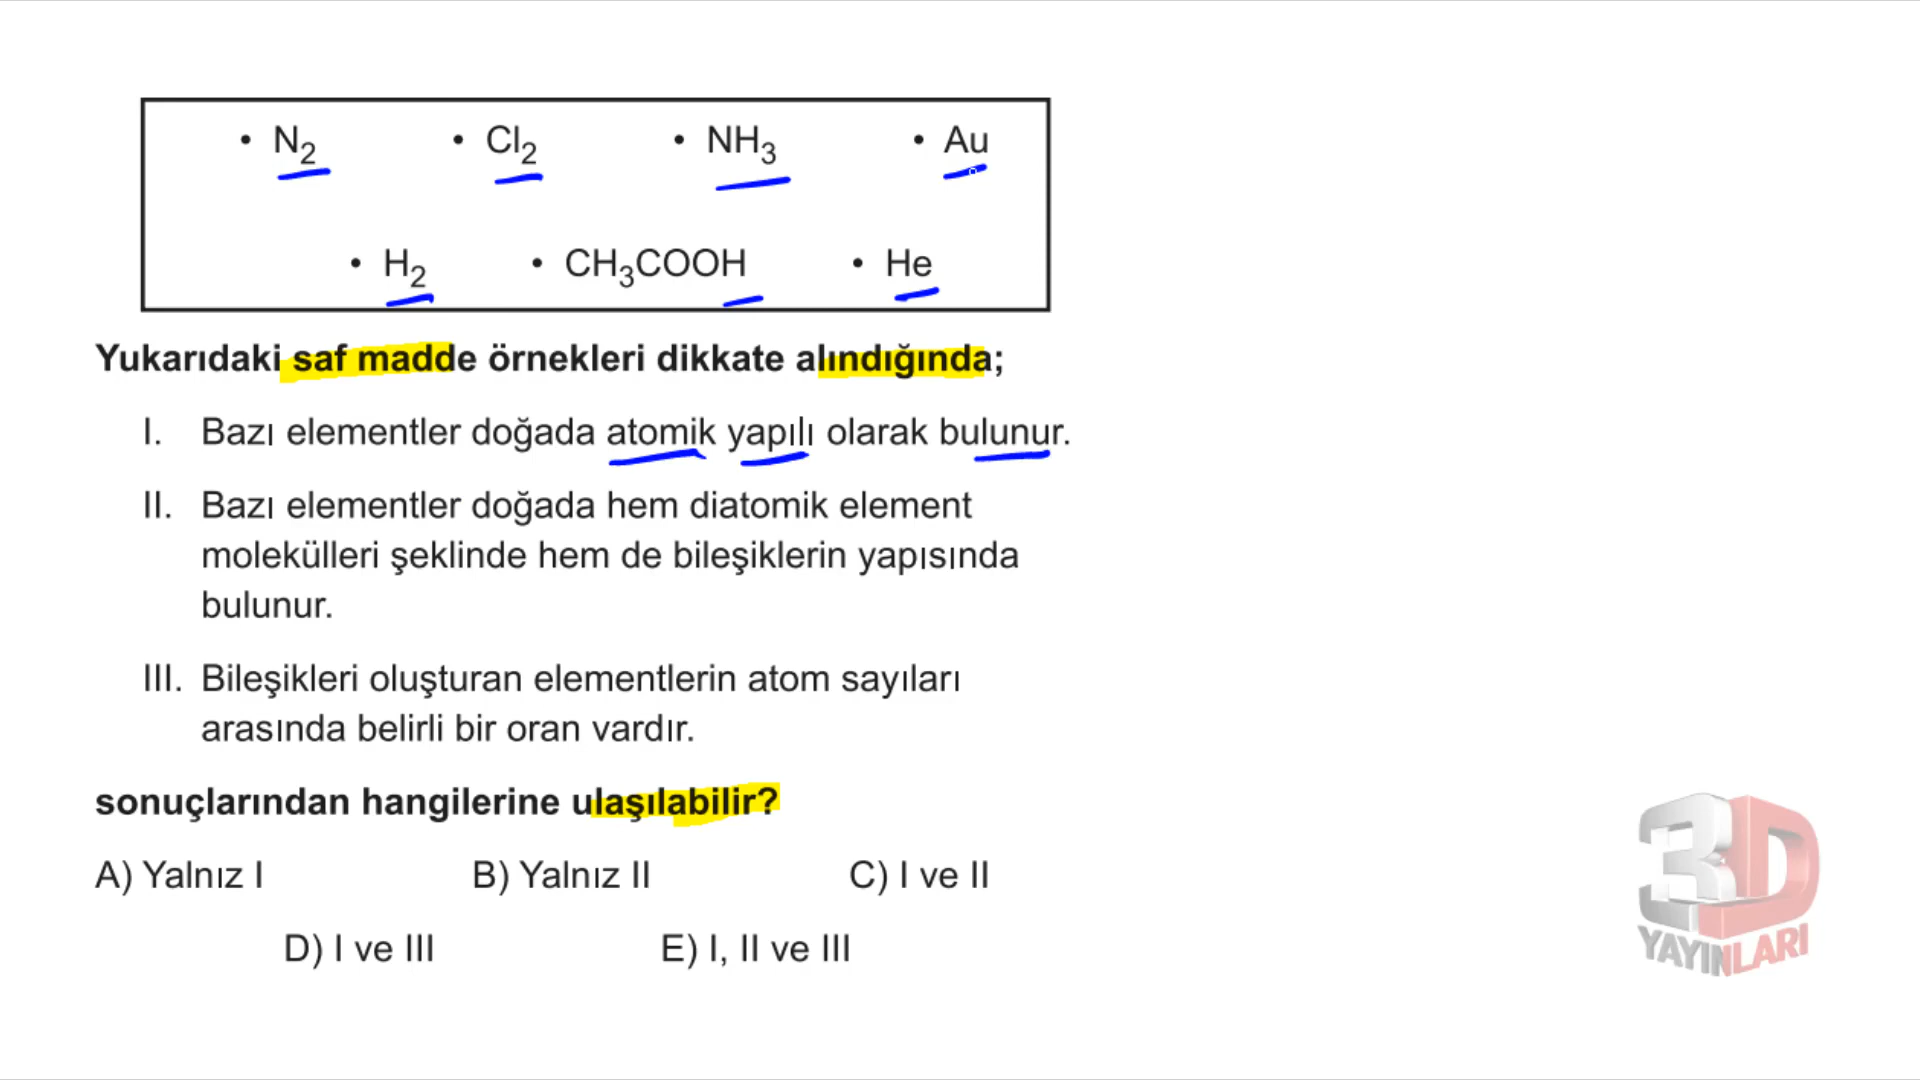 • N₂ • Cl₂ • NH₃ • Au
• H₂ • CH₃COOH • He
Yukarıdaki saf madde örnekleri dikkate alındığında;
I. Bazı elementler doğada atomik yapılı olarak bulunur.
II. Bazı elementler doğada hem diatomik element
molekülleri şeklinde hem de bileşiklerin yapısında
bulunur.
III. Bileşikleri oluşturan elementlerin atom sayıları
arasında belirli bir oran vardır.
sonuçlarından hangilerine ulaşılabilir?
A) Yalnız I B) Yalnız II C) I ve II
D) I ve III E) I, II ve III
3D
YAYINLARI